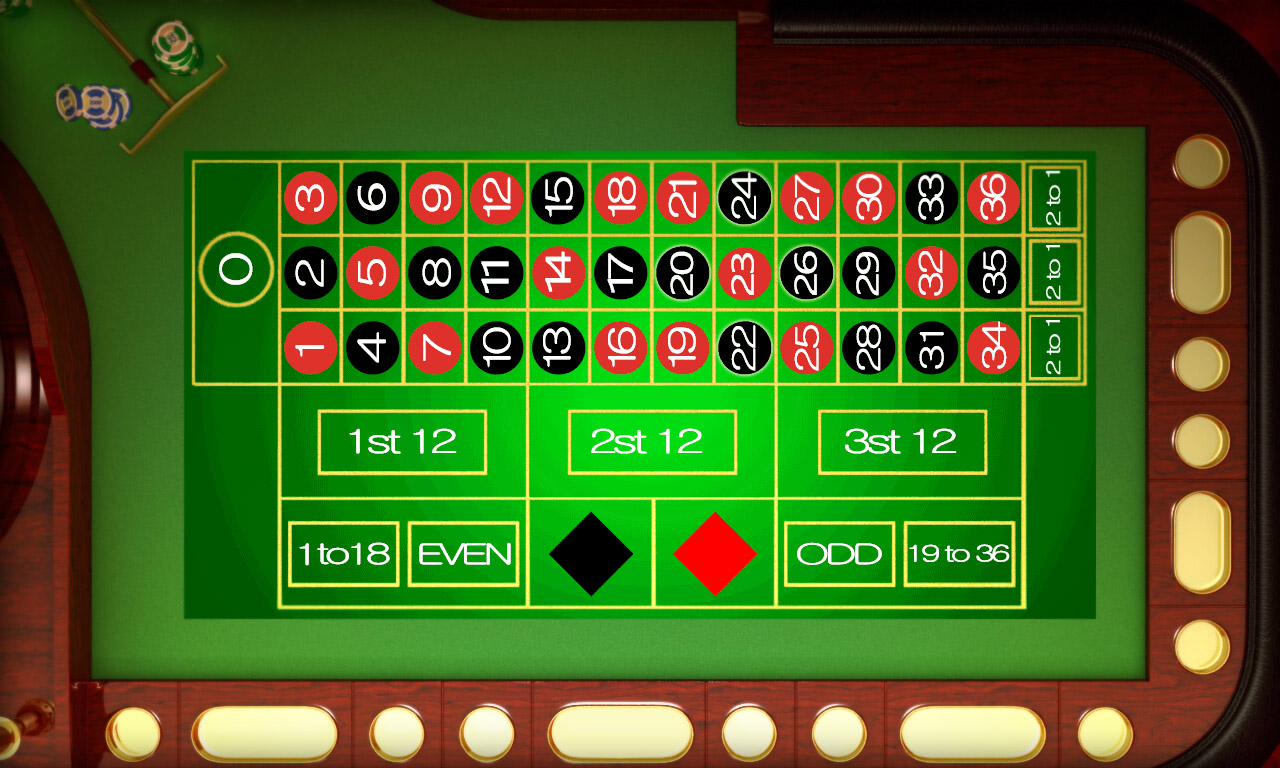 3 6 9 12 15 18 21 24 27 30 33 36 2 to 1
0 2 5 8 11 14 17 20 23 26 29 32 35 2 to 1
1 4 7 10 13 16 19 22 25 28 31 34 2 to 1
1st 12 2st 12 3st 12
1to18 EVEN ODD 19 to 36